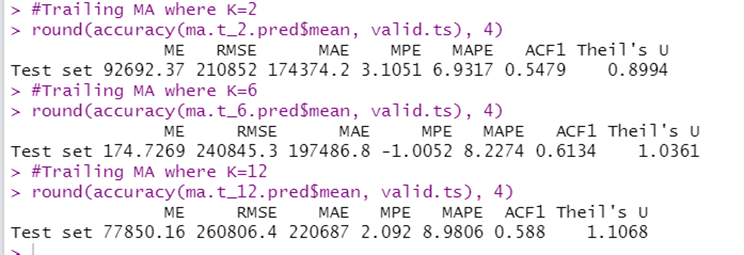 > #Trailing MA where K=2
> round(accuracy(ma.t_2.pred$mean, valid.ts), 4)
ME RMSE MAE MPE MAPE ACF1 Theil's U
Test set 92692.37 210852 174374.2 3.1051 6.9317 0.5479 0.8994
> #Trailing MA where K=6
> round(accuracy(ma.t_6.pred$mean, valid.ts), 4)
ME RMSE MAE MPE MAPE ACF1 Theil's U
Test set 174.7269 240845.3 197486.8 -1.0052 8.2274 0.6134 1.0361
> #Trailing MA where K=12
> round(accuracy(ma.t_12.pred$mean, valid.ts), 4)
ME RMSE MAE MPE MAPE ACF1 Theil's U
Test set 77850.16 260806.4 220687 2.092 8.9806 0.588 1.1068
>